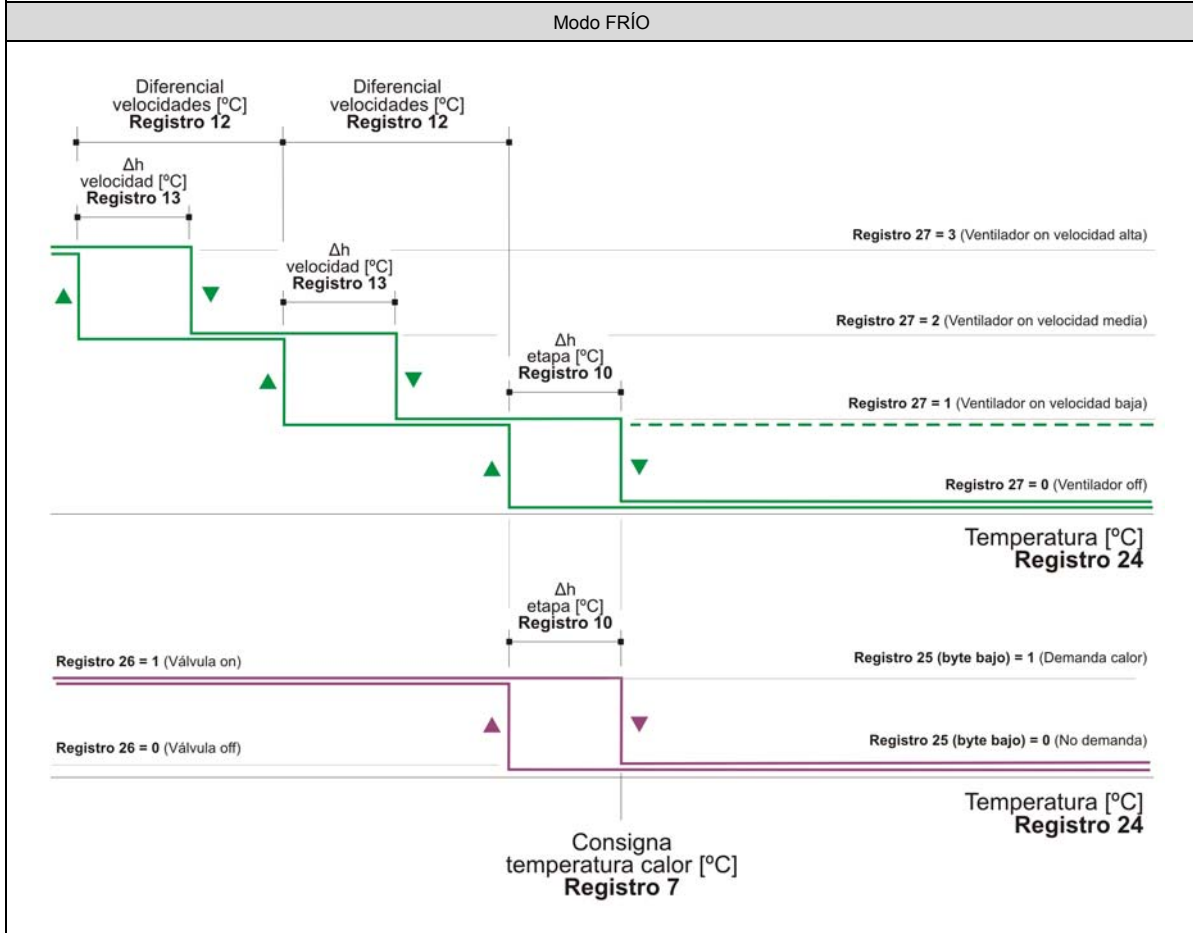 Modo FRÍO
Diferencial
velocidades [ºC]
Registro 12
Diferencial
velocidades [ºC]
Registro 12
Δh
velocidad [ºC]
Registro 13
Δh
velocidad [ºC]
Registro 13
Δh
etapa [ºC]
Registro 10
Registro 27 = 3 (Ventilador on velocidad alta)
Registro 27 = 2 (Ventilador on velocidad media)
Registro 27 = 1 (Ventilador on velocidad baja)
Registro 27 = 0 (Ventilador off)
Temperatura [ºC]
Registro 24
Δh
etapa [ºC]
Registro 10
Registro 26 = 1 (Válvula on)
Registro 25 (byte bajo) = 1 (Demanda calor)
Registro 26 = 0 (Válvula off)
Registro 25 (byte bajo) = 0 (No demanda)
Temperatura [ºC]
Registro 24
Consigna
temperatura calor [ºC]
Registro 7